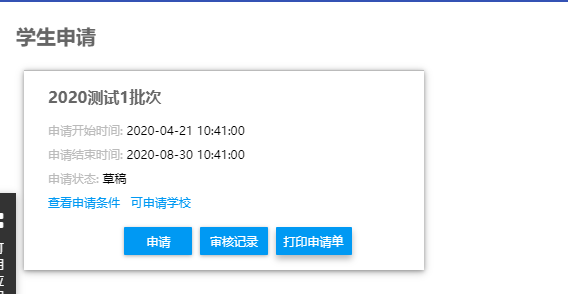 学生申请
2020测试1批次
申请开始时间: 2020-04-21 10:41:00
申请结束时间: 2020-08-30 10:41:00
申请状态: 草稿
查看申请条件 可申请学校
申请 审核记录 打印申请单